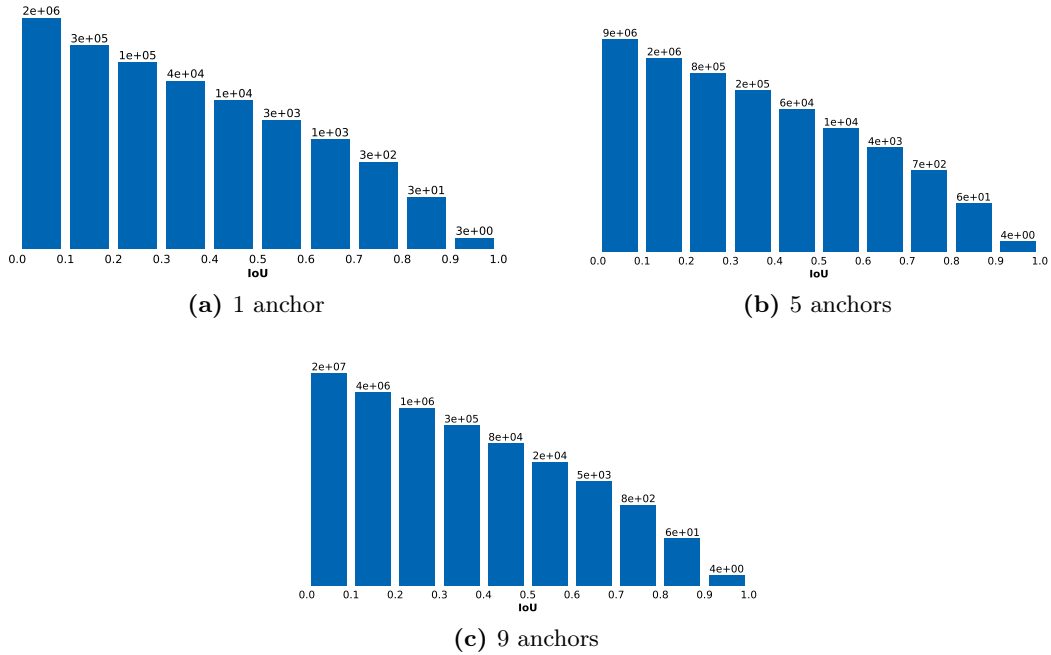 2e+06
3e+05
1e+05
4e+04
1e+04
3e+03
1e+03
3e+02
3e+01
3e+00
0.0 0.1 0.2 0.3 0.4 0.5 0.6 0.7 0.8 0.9 1.0
IoU
(a) 1 anchor
9e+06
2e+06
8e+05
2e+05
6e+04
1e+04
4e+03
7e+02
6e+01
4e+00
0.0 0.1 0.2 0.3 0.4 0.5 0.6 0.7 0.8 0.9 1.0
IoU
(b) 5 anchors
2e+07
4e+06
1e+06
3e+05
8e+04
2e+04
5e+03
8e+02
6e+01
4e+00
0.0 0.1 0.2 0.3 0.4 0.5 0.6 0.7 0.8 0.9 1.0
IoU
(c) 9 anchors